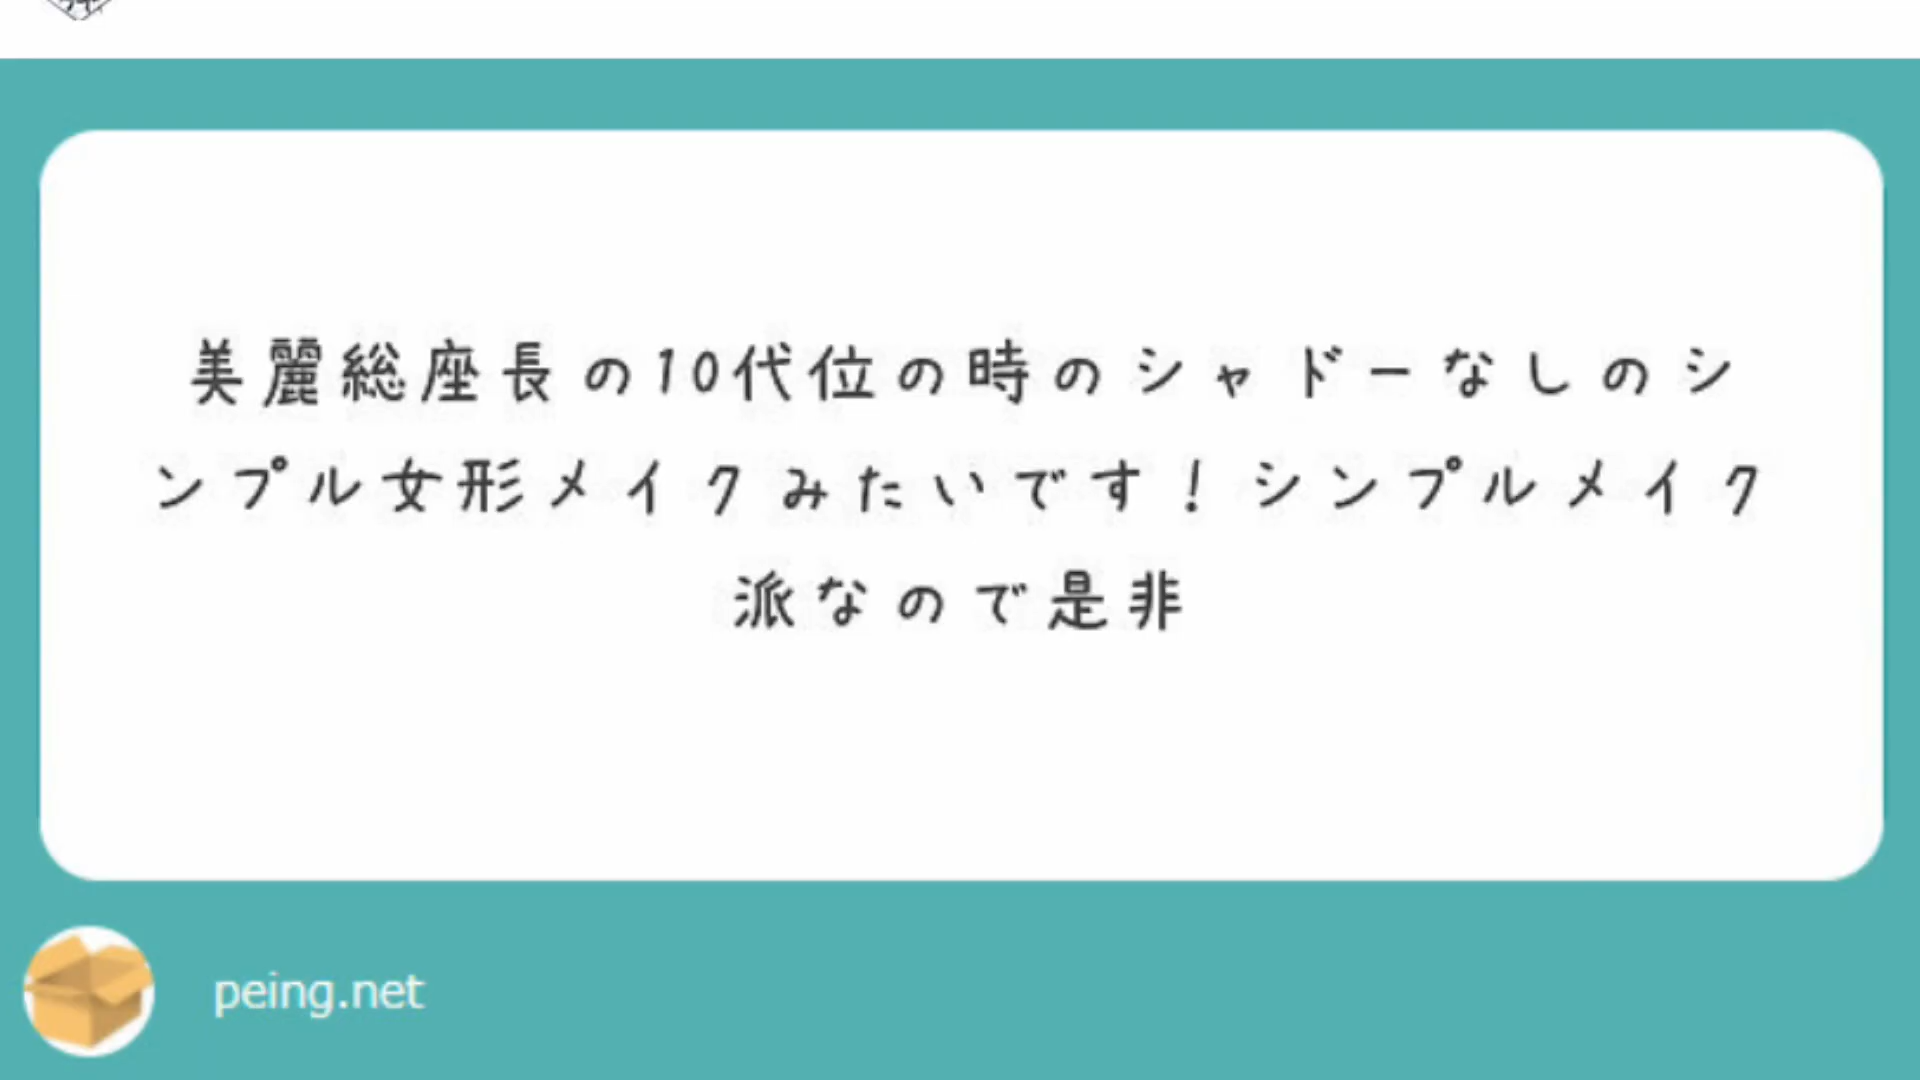 美麗総座長の10代位の時のシャドーなしのシ
ンプル女形メイクみたいです！シンプルメイク
派なので是非
peing.net